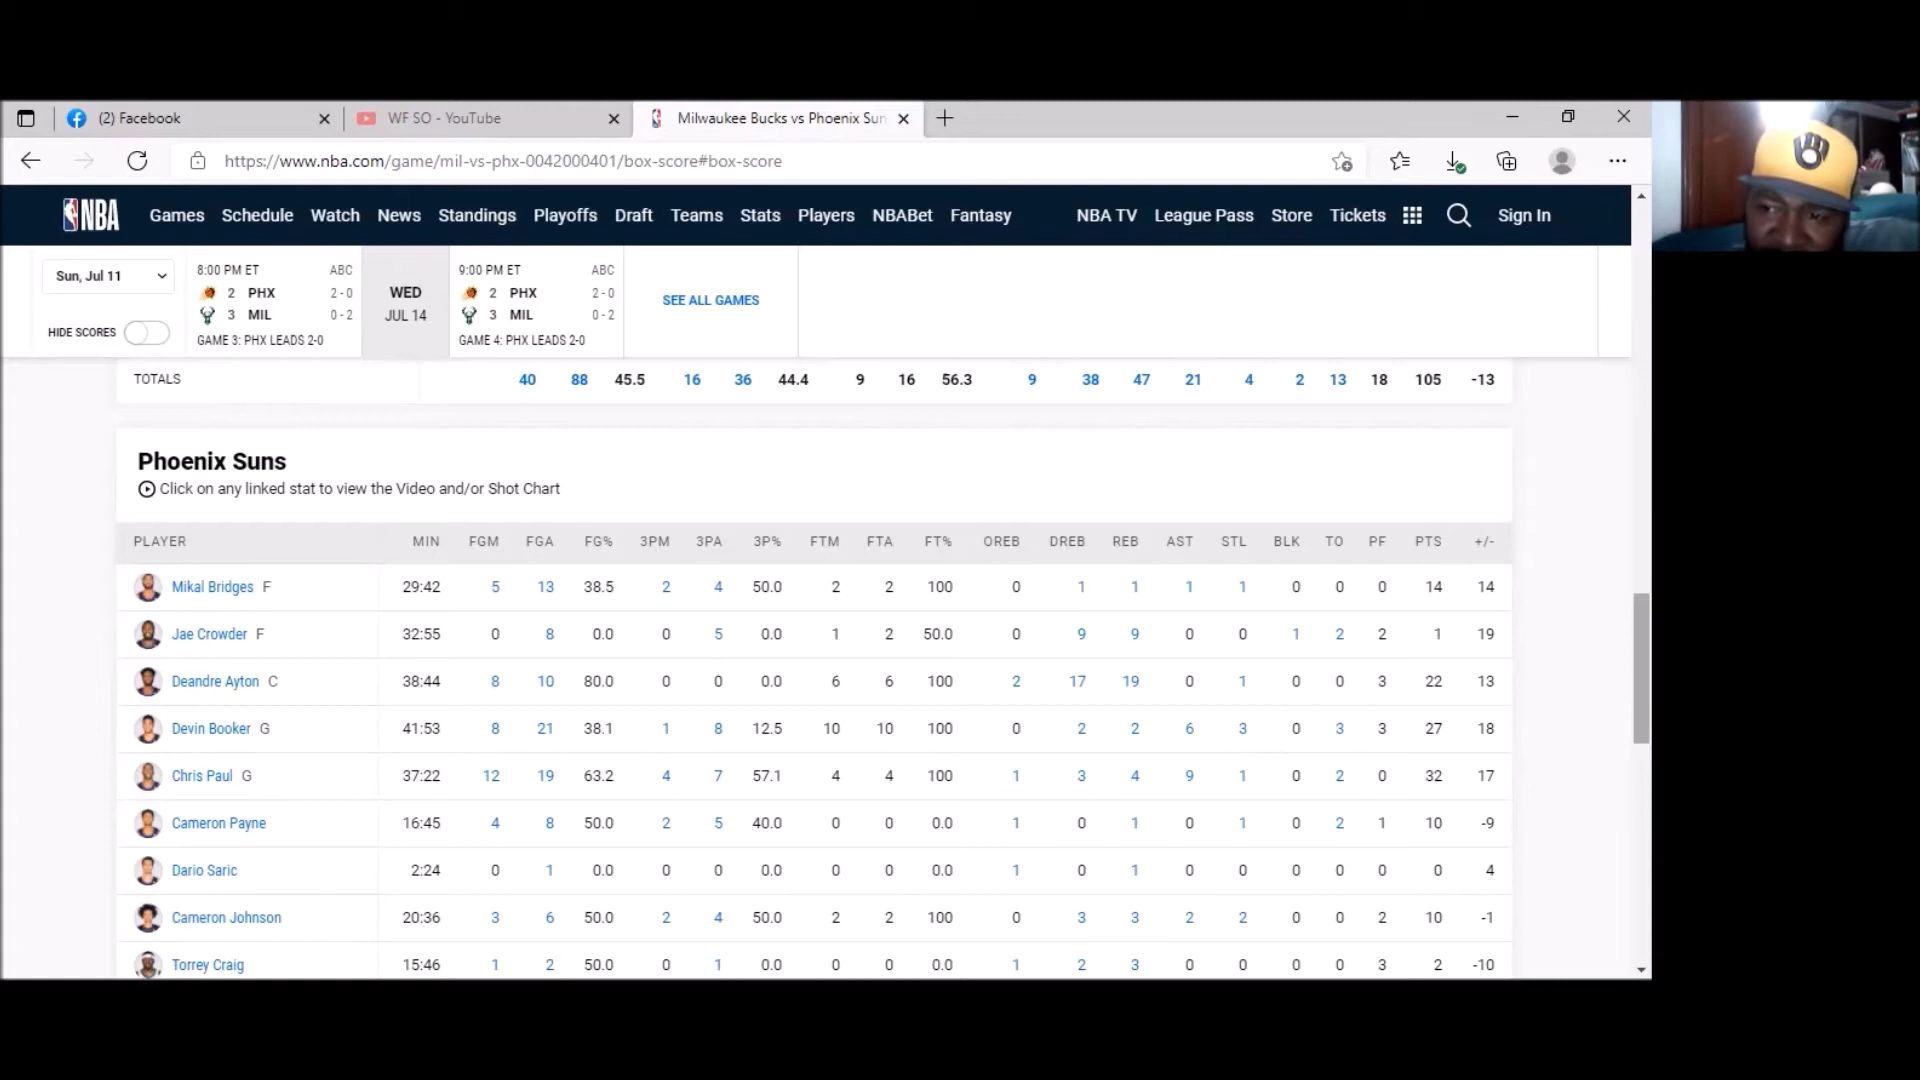 (2) Facebook
WF SO - YouTube
Milwaukee Bucks vs Phoenix Sun
https://www.nba.com/game/mil-vs-phx-0042000401/box-score#box-score
NBA Games Schedule Watch News Standings Playoffs Draft Teams Stats Players NBABet Fantasy NBA TV League Pass Store Tickets Sign In
Sun, Jul 11
HIDE SCORES
8:00 PM ET ABC
2 PHX 2 - 0
3 MIL 0 - 2
GAME 3: PHX LEADS 2-0
WED
JUL 14
9:00 PM ET ABC
2 PHX 2 - 0
3 MIL 0 - 2
GAME 4: PHX LEADS 2-0
SEE ALL GAMES
TOTALS 40 88 45.5 16 36 44.4 9 16 56.3 9 38 47 21 4 2 13 18 105 -13
Phoenix Suns
Click on any linked stat to view the Video and/or Shot Chart
PLAYER MIN FGM FGA FG% 3PM 3PA 3P% FTM FTA FT% OREB DREB REB AST STL BLK TO PF PTS +/-
Mikal Bridges F 29:42 5 13 38.5 2 4 50.0 2 2 100 0 1 1 1 1 0 0 0 14 14
Jae Crowder F 32:55 0 8 0.0 0 5 0.0 1 2 50.0 0 9 9 0 0 1 2 2 1 19
Deandre Ayton C 38:44 8 10 80.0 0 0 0.0 6 6 100 2 17 19 0 1 0 0 3 22 13
Devin Booker G 41:53 8 21 38.1 1 8 12.5 10 10 100 0 2 2 6 3 0 3 3 27 18
Chris Paul G 37:22 12 19 63.2 4 7 57.1 4 4 100 1 3 4 9 1 0 2 0 32 17
Cameron Payne 16:45 4 8 50.0 2 5 40.0 0 0 0.0 1 0 1 0 1 0 2 1 10 -9
Dario Saric 2:24 0 1 0.0 0 0 0.0 0 0 0.0 1 0 1 0 0 0 0 0 0 4
Cameron Johnson 20:36 3 6 50.0 2 4 50.0 2 2 100 0 3 3 2 2 0 0 2 10 -1
Torrey Craig 15:46 1 2 50.0 0 1 0.0 0 0 0.0 1 2 3 0 0 0 0 3 2 -10